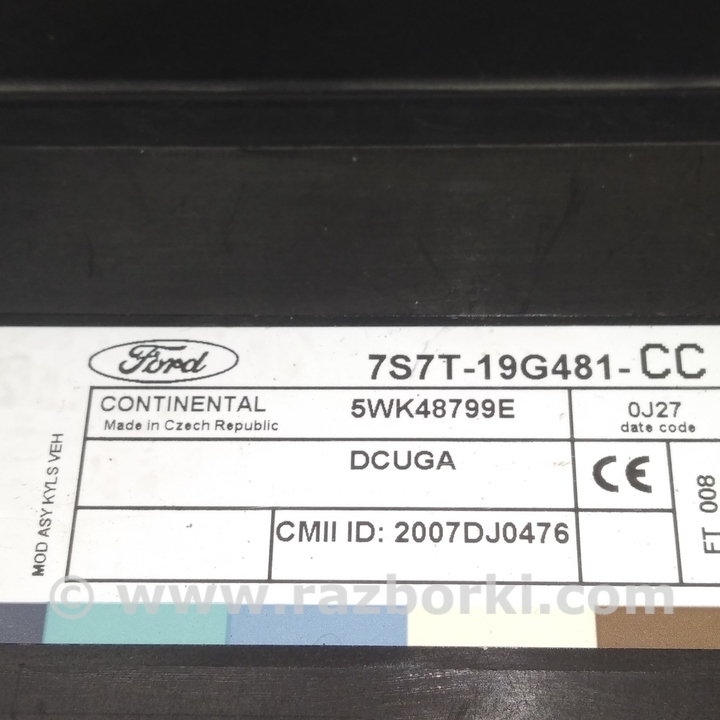 Ford
7S7T-19G481-CC
CONTINENTAL
Made in Czech Republic
5WK48799E
0J27
date code
DCUGA
CE
CMII ID: 2007DJ0476
MOD ASY KYLS VEH
FT 008
© www.razborki.com